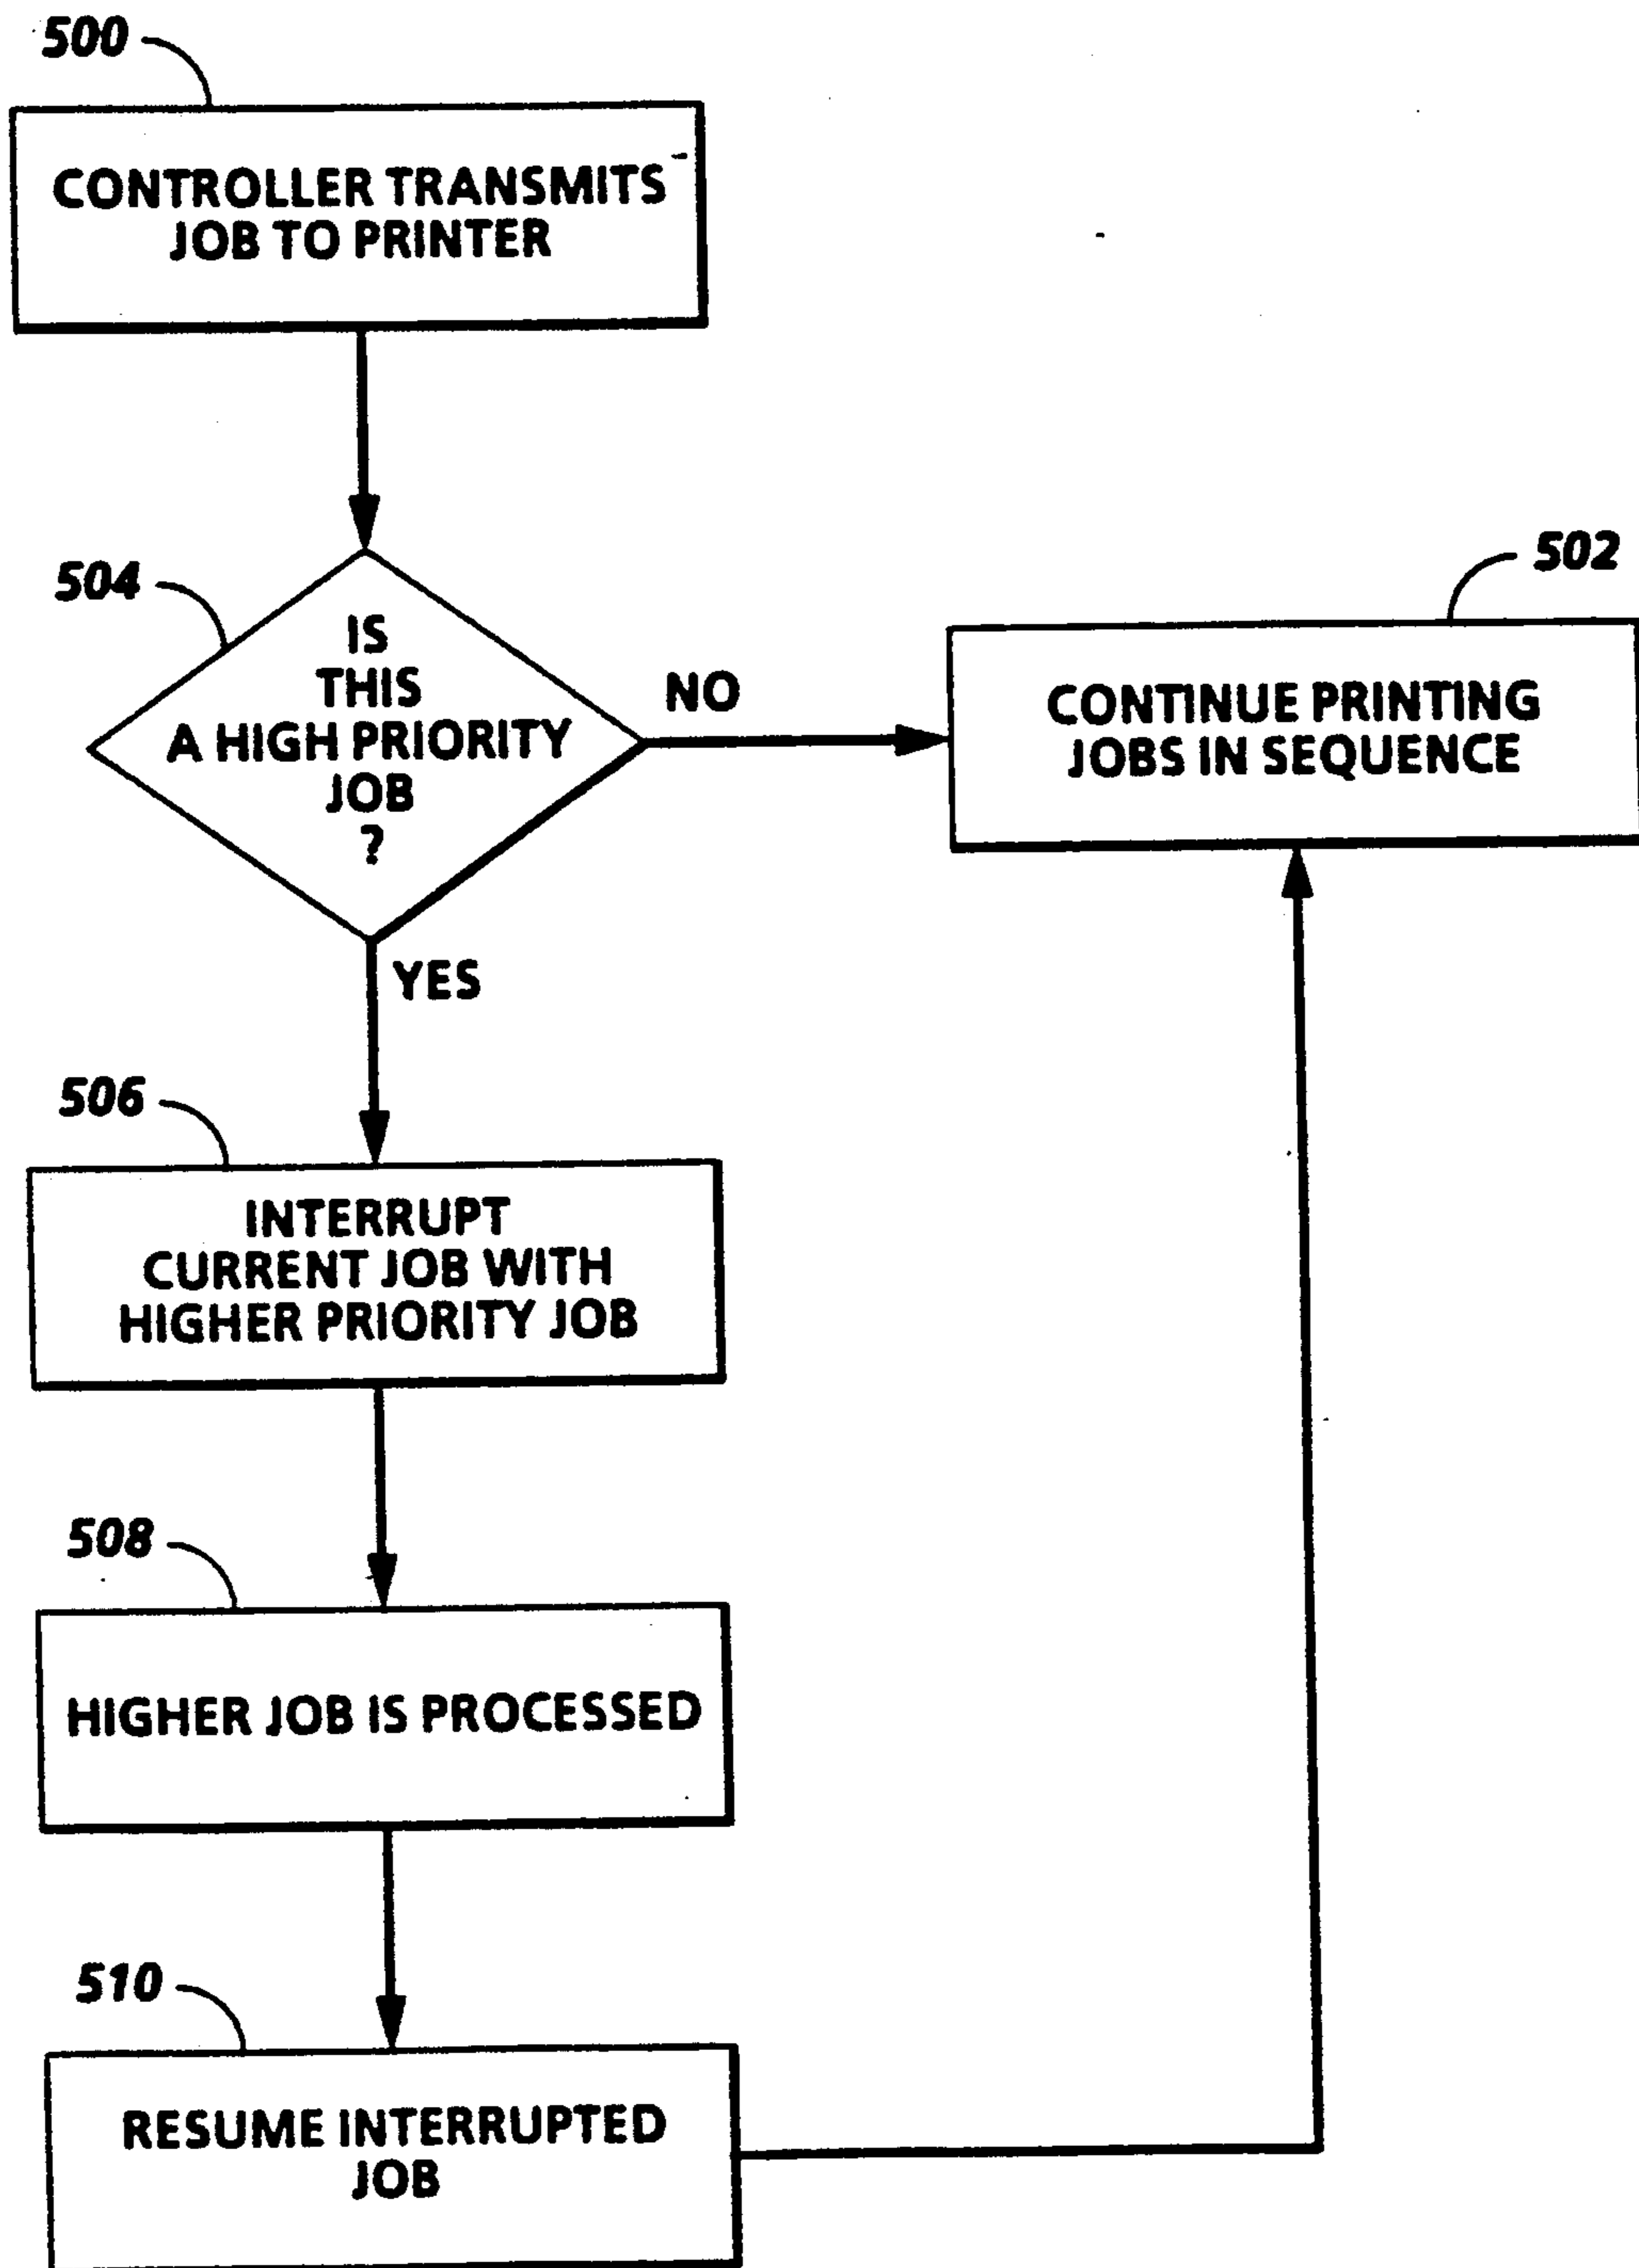 500
CONTROLLER TRANSMITS
JOB TO PRINTER
504
IS
THIS
A HIGH PRIORITY
JOB
?
NO
502
CONTINUE PRINTING
JOBS IN SEQUENCE
YES
506
INTERRUPT
CURRENT JOB WITH
HIGHER PRIORITY JOB
508
HIGHER JOB IS PROCESSED
510
RESUME INTERRUPTED
JOB